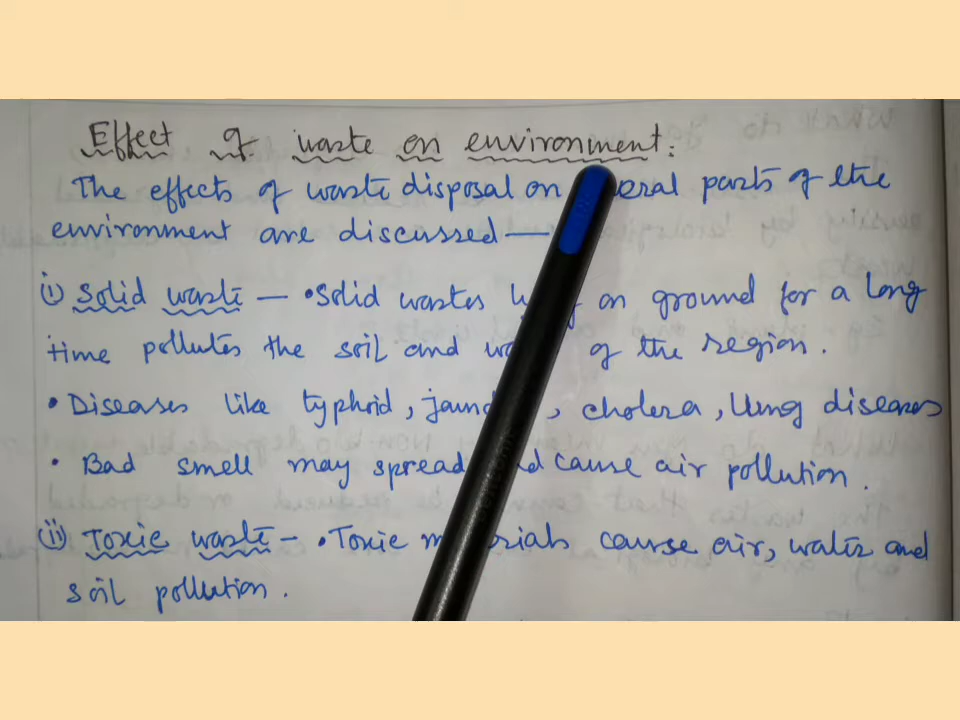 Effect of waste on environment:
The effects of waste disposal on parts of the
environment are discussed —
(i) Solid waste — • Solid wastes on ground for a long
time pollutes the soil and of the region.
• Diseases like typhoid, , cholera, lung diseases
• Bad smell may spread cause air pollution.
(ii) Toxic waste - • Toxic cause air, water and
soil pollution.